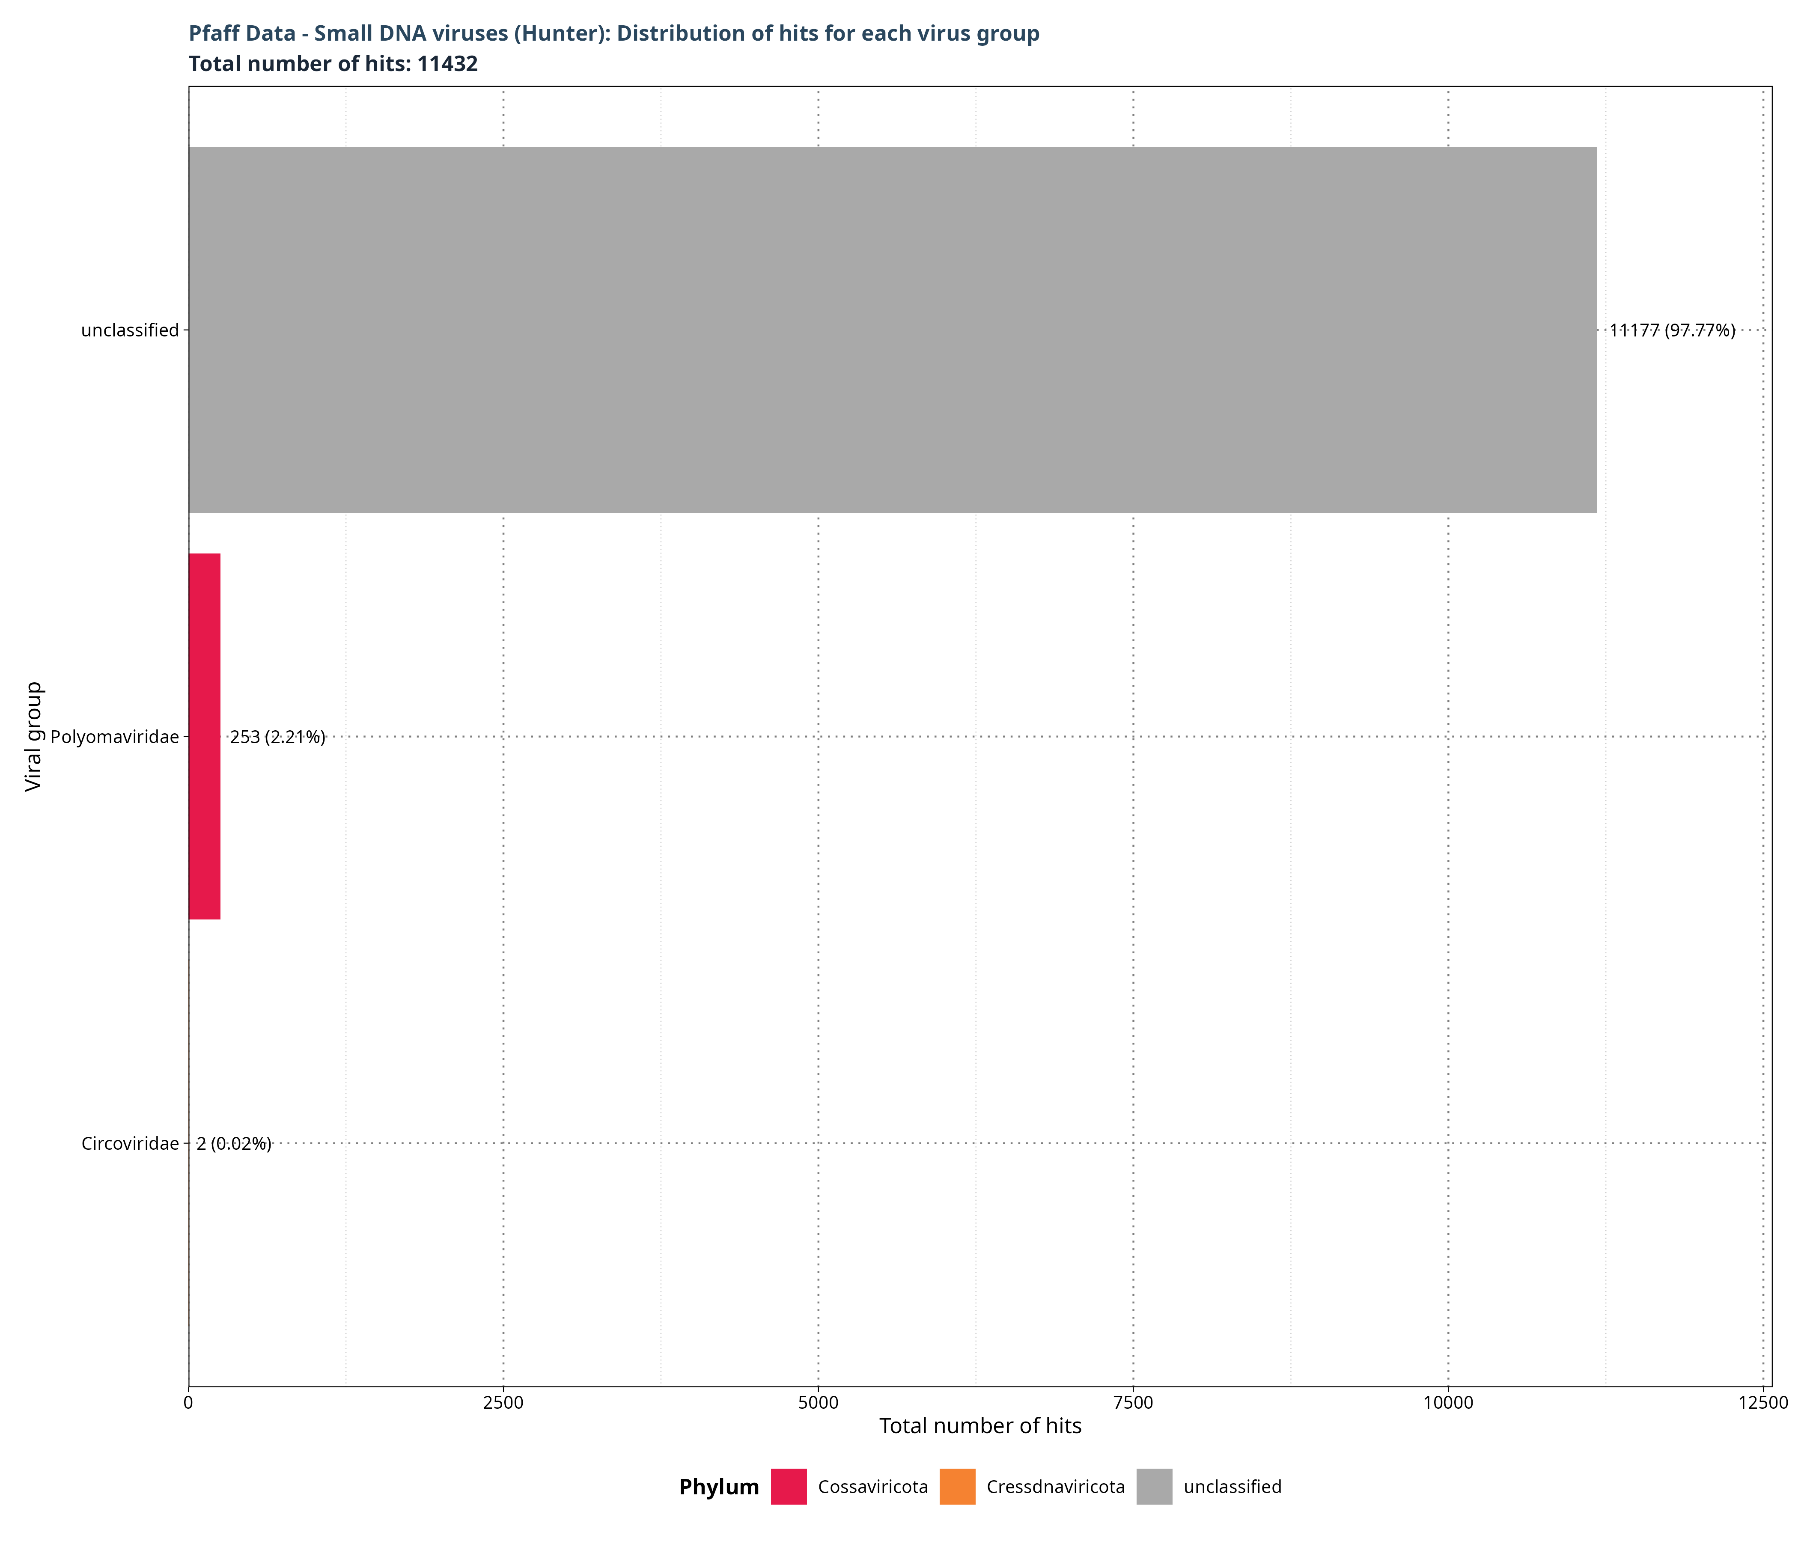 Pfaff Data - Small DNA viruses (Hunter): Distribution of hits for each virus group
Total number of hits: 11432
Viral group
unclassified
11177 (97.77%)
Polyomaviridae
253 (2.21%)
Circoviridae
2 (0.02%)
0 2500 5000 7500 10000 12500
Total number of hits
Phylum Cossaviricota Cressdnaviricota unclassified